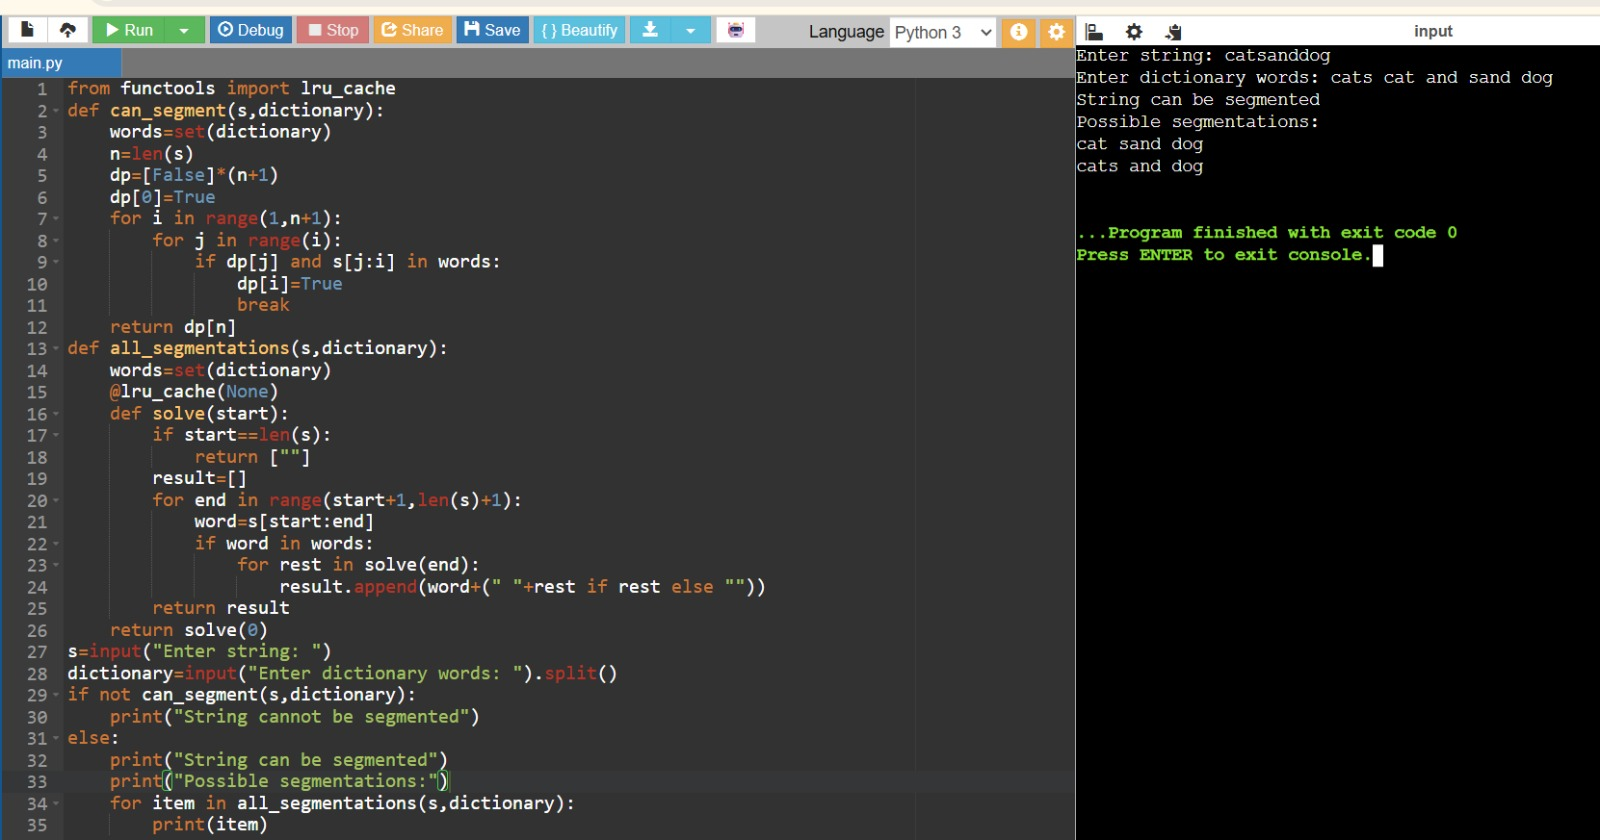 Run Debug Stop Share Save { } Beautify Language Python 3 input
main.py
1 from functools import lru_cache
2 def can_segment(s,dictionary):
3     words=set(dictionary)
4     n=len(s)
5     dp=[False]*(n+1)
6     dp[0]=True
7     for i in range(1,n+1):
8         for j in range(i):
9             if dp[j] and s[j:i] in words:
10                 dp[i]=True
11                 break
12     return dp[n]
13 def all_segmentations(s,dictionary):
14     words=set(dictionary)
15     @lru_cache(None)
16     def solve(start):
17         if start==len(s):
18             return [""]
19         result=[]
20         for end in range(start+1,len(s)+1):
21             word=s[start:end]
22             if word in words:
23                 for rest in solve(end):
24                     result.append(word+(" "+rest if rest else ""))
25         return result
26     return solve(0)
27 s=input("Enter string: ")
28 dictionary=input("Enter dictionary words: ").split()
29 if not can_segment(s,dictionary):
30     print("String cannot be segmented")
31 else:
32     print("String can be segmented")
33     print("Possible segmentations:")
34     for item in all_segmentations(s,dictionary):
35         print(item)
Enter string: catsanddog
Enter dictionary words: cats cat and sand dog
String can be segmented
Possible segmentations:
cat sand dog
cats and dog
...Program finished with exit code 0
Press ENTER to exit console.